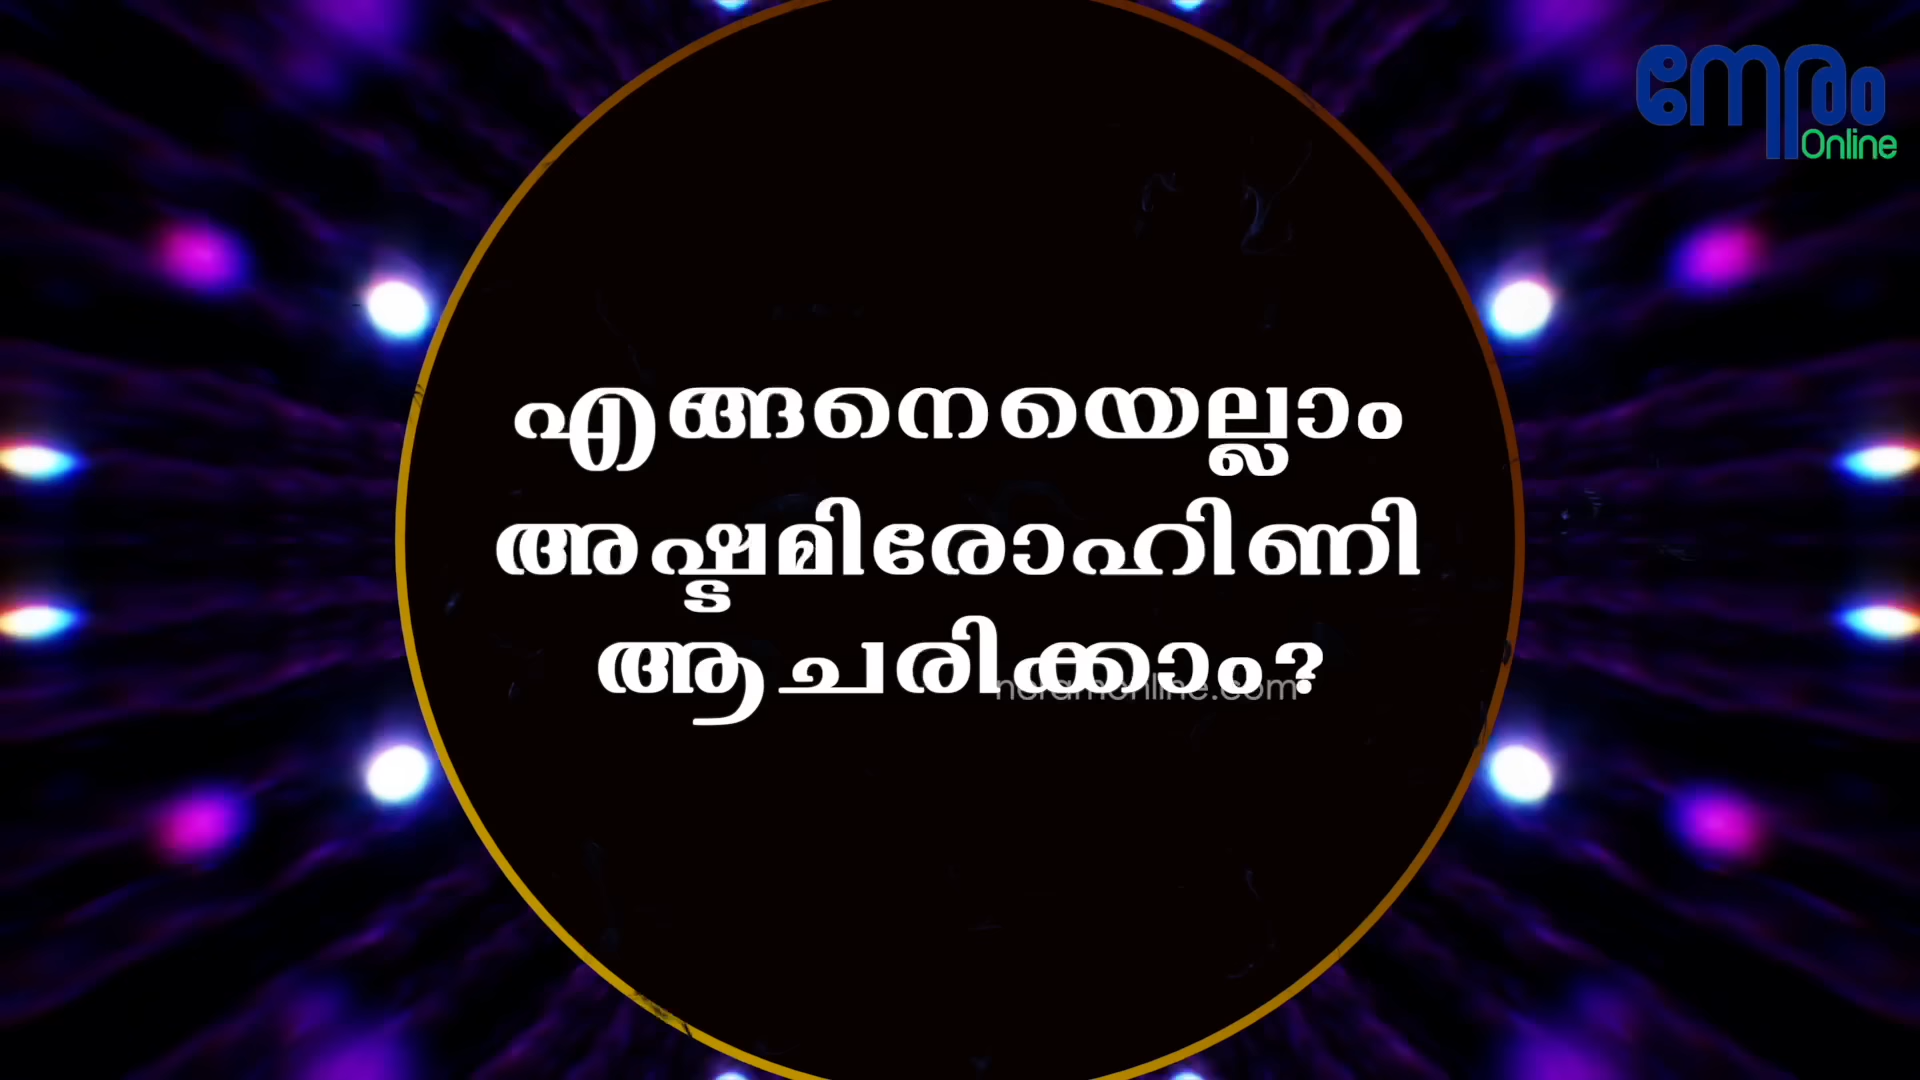 നേരം
Online
എങ്ങനെയെല്ലാം
അഷ്ടമിരോഹിണി
ആചരിക്കാം?
neramonline.com